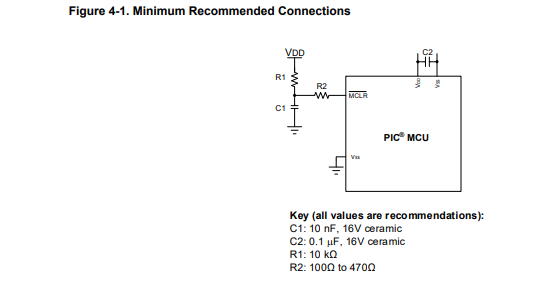 Figure 4-1. Minimum Recommended Connections
VDD
C2
R1
R2
VDD
VSS
MCLR
C1
PIC® MCU
VSS
Key (all values are recommendations):
C1: 10 nF, 16V ceramic
C2: 0.1 μF, 16V ceramic
R1: 10 kΩ
R2: 100Ω to 470Ω